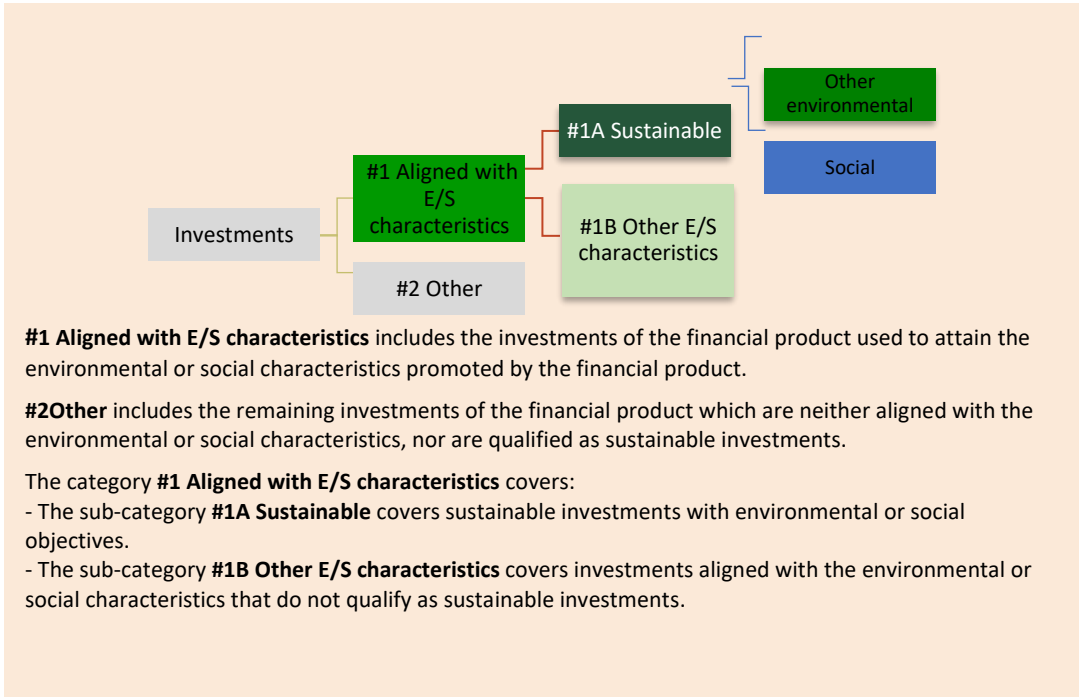 Other
environmental
#1A Sustainable
Social
#1 Aligned with
E/S
characteristics
#1B Other E/S
characteristics
Investments
#2 Other
#1 Aligned with E/S characteristics includes the investments of the financial product used to attain the
environmental or social characteristics promoted by the financial product.
#2Other includes the remaining investments of the financial product which are neither aligned with the
environmental or social characteristics, nor are qualified as sustainable investments.
The category #1 Aligned with E/S characteristics covers:
- The sub-category #1A Sustainable covers sustainable investments with environmental or social
objectives.
- The sub-category #1B Other E/S characteristics covers investments aligned with the environmental or
social characteristics that do not qualify as sustainable investments.